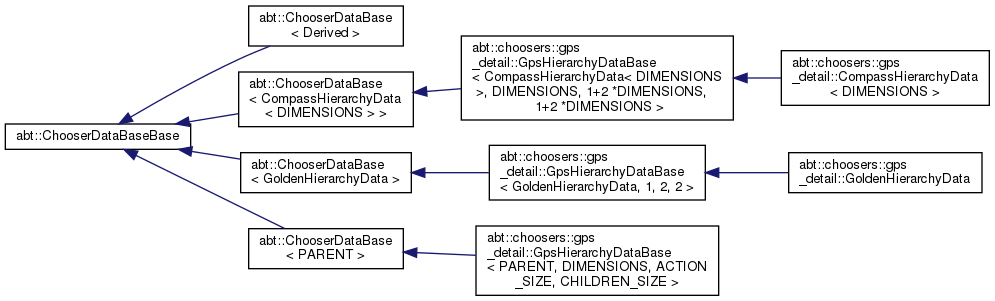 abt::ChooserDataBaseBase
abt::ChooserDataBase
< Derived >
abt::ChooserDataBase
< CompassHierarchyData
< DIMENSIONS > >
abt::choosers::gps
_detail::GpsHierarchyDataBase
< CompassHierarchyData< DIMENSIONS
>, DIMENSIONS, 1+2 *DIMENSIONS,
1+2 *DIMENSIONS >
abt::choosers::gps
_detail::CompassHierarchyData
< DIMENSIONS >
abt::ChooserDataBase
< GoldenHierarchyData >
abt::choosers::gps
_detail::GpsHierarchyDataBase
< GoldenHierarchyData, 1, 2, 2 >
abt::choosers::gps
_detail::GoldenHierarchyData
abt::ChooserDataBase
< PARENT >
abt::choosers::gps
_detail::GpsHierarchyDataBase
< PARENT, DIMENSIONS, ACTION
_SIZE, CHILDREN_SIZE >